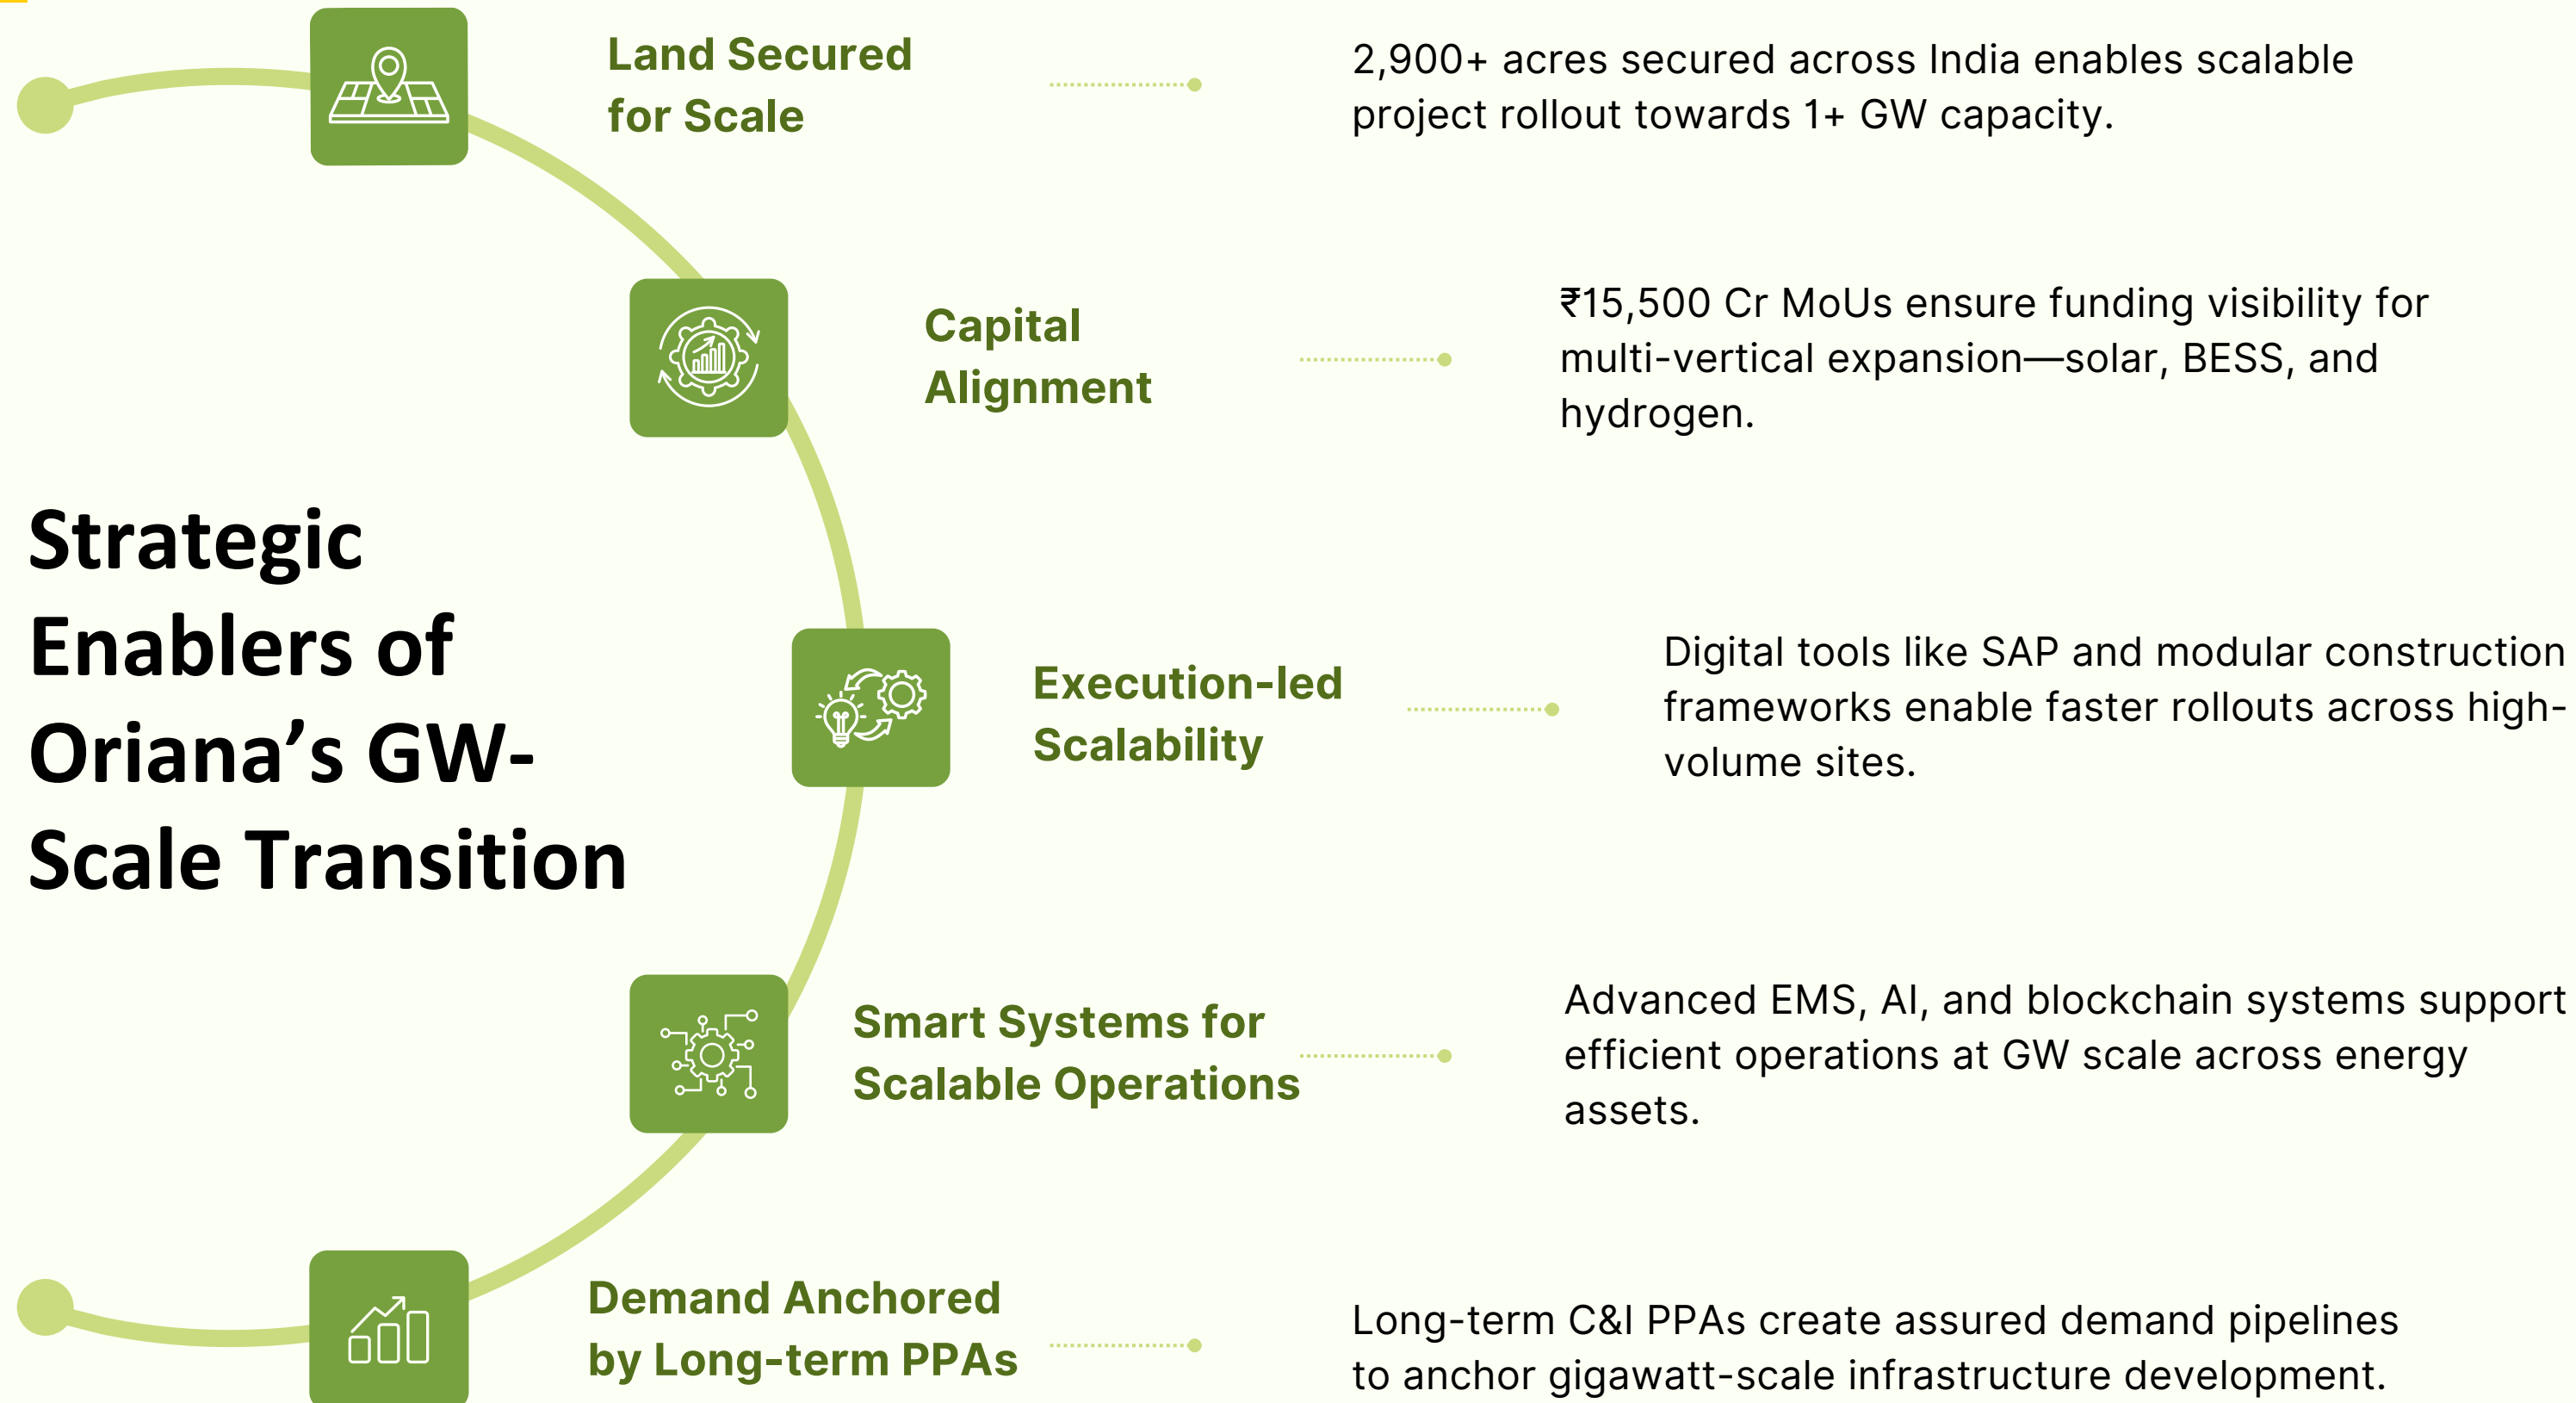 Strategic
Enablers of
Oriana’s GW-
Scale Transition
Land Secured
for Scale
2,900+ acres secured across India enables scalable
project rollout towards 1+ GW capacity.
Capital
Alignment
₹15,500 Cr MoUs ensure funding visibility for
multi-vertical expansion—solar, BESS, and
hydrogen.
Execution-led
Scalability
Digital tools like SAP and modular construction
frameworks enable faster rollouts across high-
volume sites.
Smart Systems for
Scalable Operations
Advanced EMS, AI, and blockchain systems support
efficient operations at GW scale across energy
assets.
Demand Anchored
by Long-term PPAs
Long-term C&I PPAs create assured demand pipelines
to anchor gigawatt-scale infrastructure development.